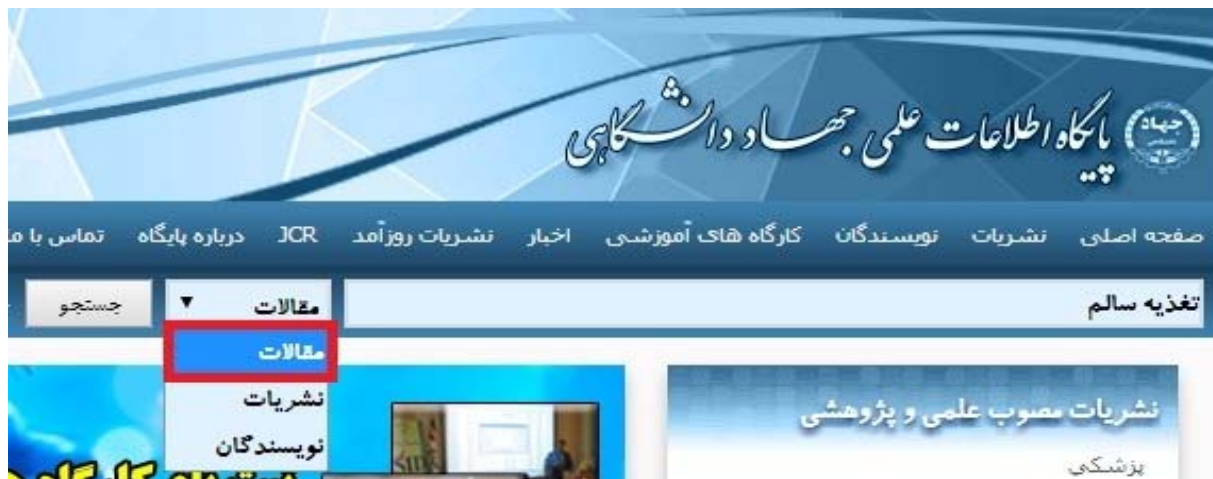 جهاد
پایگاه اطلاعات علمی جهاد دانشگاهی
صفحه اصلی نشریات نویسندگان کارگاه های آموزشی اخبار نشریات روزآمد JCR درباره پایگاه تماس با
تغذیه سالم مقالات ▼ جستجو
مقالات
نشریات
نویسندگان
نشریات مصوب علمی و پژوهشی
پزشکی
SID